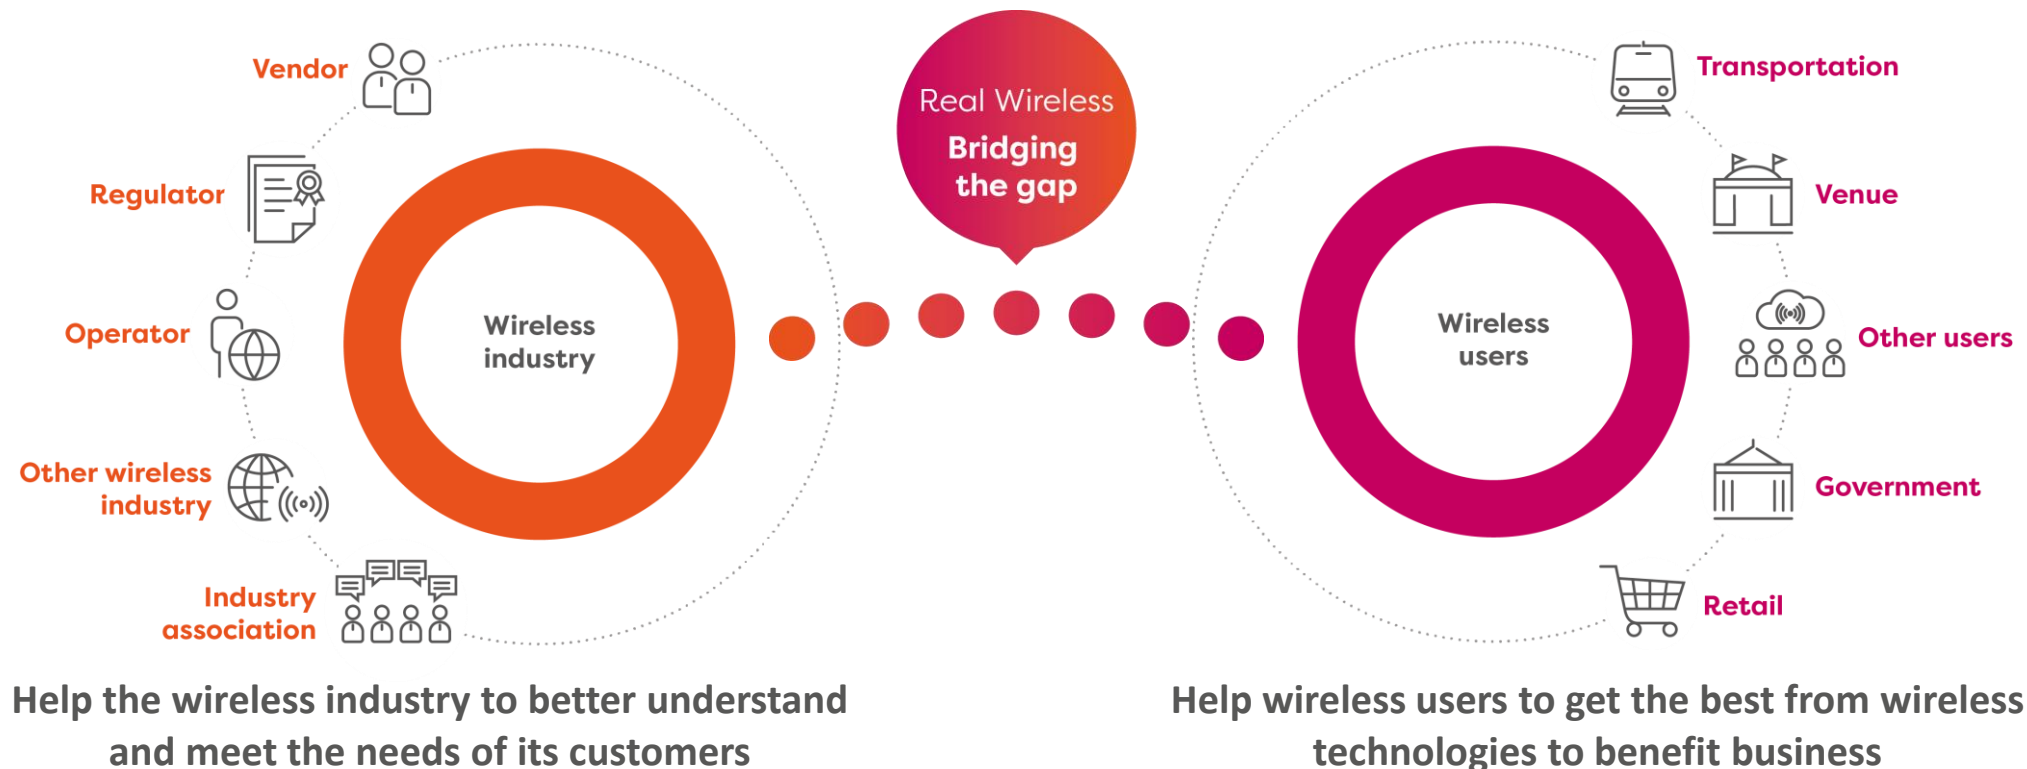 Vendor
Regulator
Operator
Other wireless
industry
Industry
association
Wireless
industry
Real Wireless
Bridging
the gap
Wireless
users
Transportation
Venue
Other users
Government
Retail
Help the wireless industry to better understand
and meet the needs of its customers
Help wireless users to get the best from wireless
technologies to benefit business